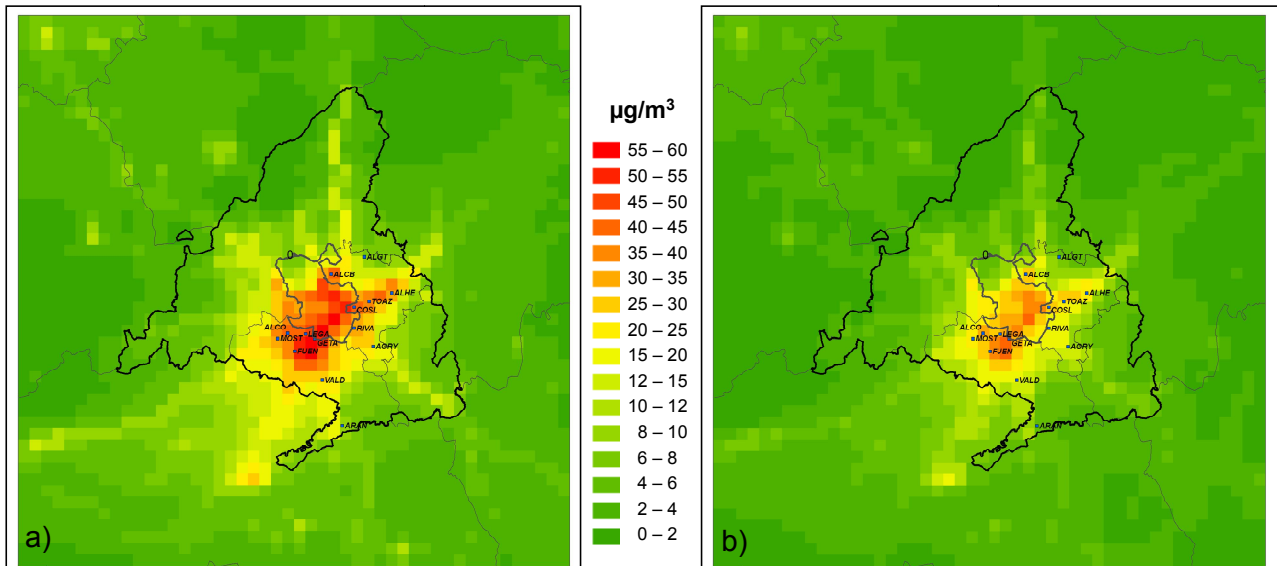 µg/m³
55 – 60
50 – 55
45 – 50
40 – 45
35 – 40
30 – 35
25 – 30
20 – 25
15 – 20
12 – 15
10 – 12
8 – 10
6 – 8
4 – 6
2 – 4
0 – 2
a)
ALGT
ALCB
ALHE
TOAZ
COSL
RIVA
ALCO
LEGA
MOST
GETA
FUEN
AGRY
VALD
ARAN
b)
ALGT
ALCB
ALHE
TOAZ
COSL
RIVA
ALCO
LEGA
MOST
GETA
FUEN
AGRY
VALD
ARAN